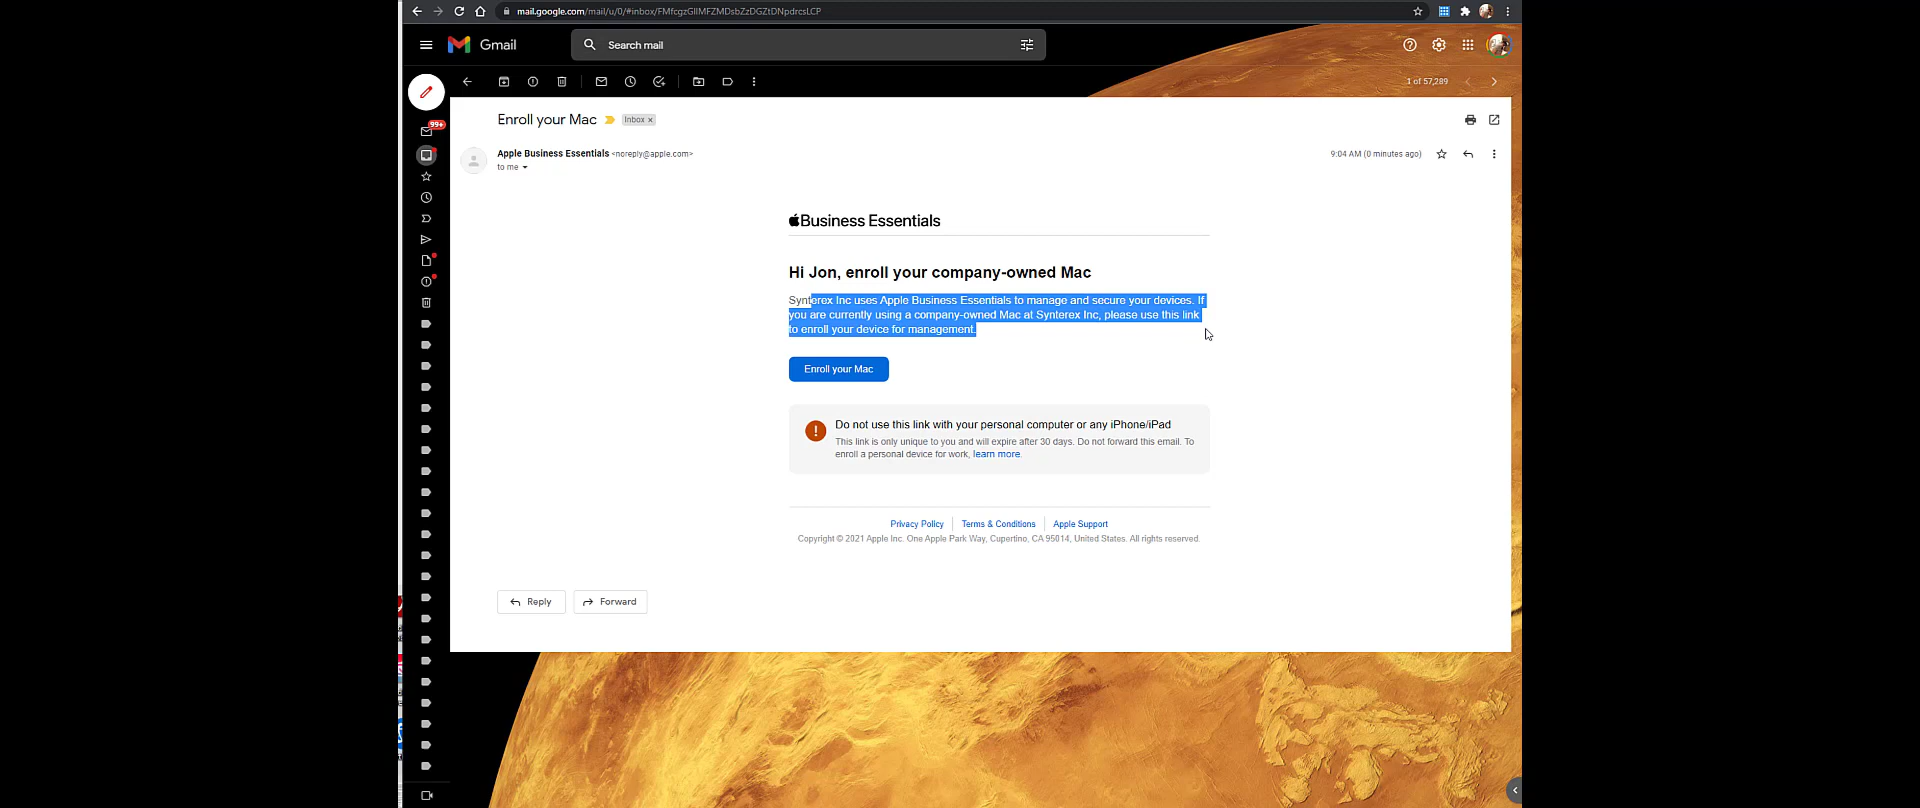 mail.google.com/mail/u/0/#inbox/FMfcgzGllMFZMDsbZzDGZtDNpdrcsLCP
Gmail
Search mail
1 of 57,289
99+
Enroll your Mac
Inbox x
Apple Business Essentials <noreply@apple.com>
9:04 AM (0 minutes ago)
to me
Business Essentials
Hi Jon, enroll your company-owned Mac
Synterex Inc uses Apple Business Essentials to manage and secure your devices. If
you are currently using a company-owned Mac at Synterex Inc, please use this link
to enroll your device for management.
Enroll your Mac
Do not use this link with your personal computer or any iPhone/iPad
This link is only unique to you and will expire after 30 days. Do not forward this email. To
enroll a personal device for work, learn more.
Privacy Policy
Terms & Conditions
Apple Support
Copyright © 2021 Apple Inc. One Apple Park Way, Cupertino, CA 95014, United States. All rights reserved.
Reply
Forward